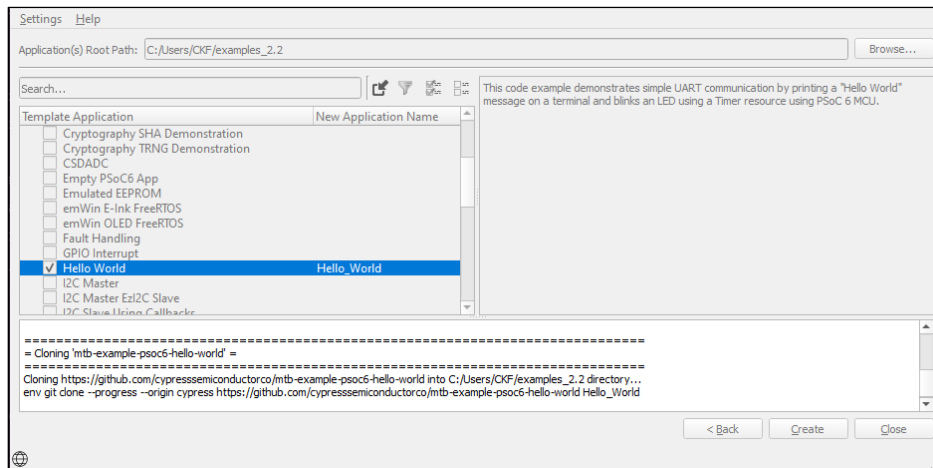 Settings Help
Application(s) Root Path: C:/Users/CKF/examples_2.2 Browse...
Search...
Template Application New Application Name
Cryptography SHA Demonstration
Cryptography TRNG Demonstration
CSDADC
Empty PSoC6 App
Emulated EEPROM
emWin E-Ink FreeRTOS
emWin OLED FreeRTOS
Fault Handling
GPIO Interrupt
Hello World Hello_World
I2C Master
I2C Master EzI2C Slave
I2C Slave Using Callbacks
This code example demonstrates simple UART communication by printing a "Hello World"
message on a terminal and blinks an LED using a Timer resource using PSoC 6 MCU.
================================================================================
= Cloning 'mtb-example-psoc6-hello-world' =
================================================================================
Cloning https://github.com/cypresssemiconductorco/mtb-example-psoc6-hello-world into C:/Users/CKF/examples_2.2 directory...
env git clone --progress --origin cypress https://github.com/cypresssemiconductorco/mtb-example-psoc6-hello-world Hello_World
< Back Create Close